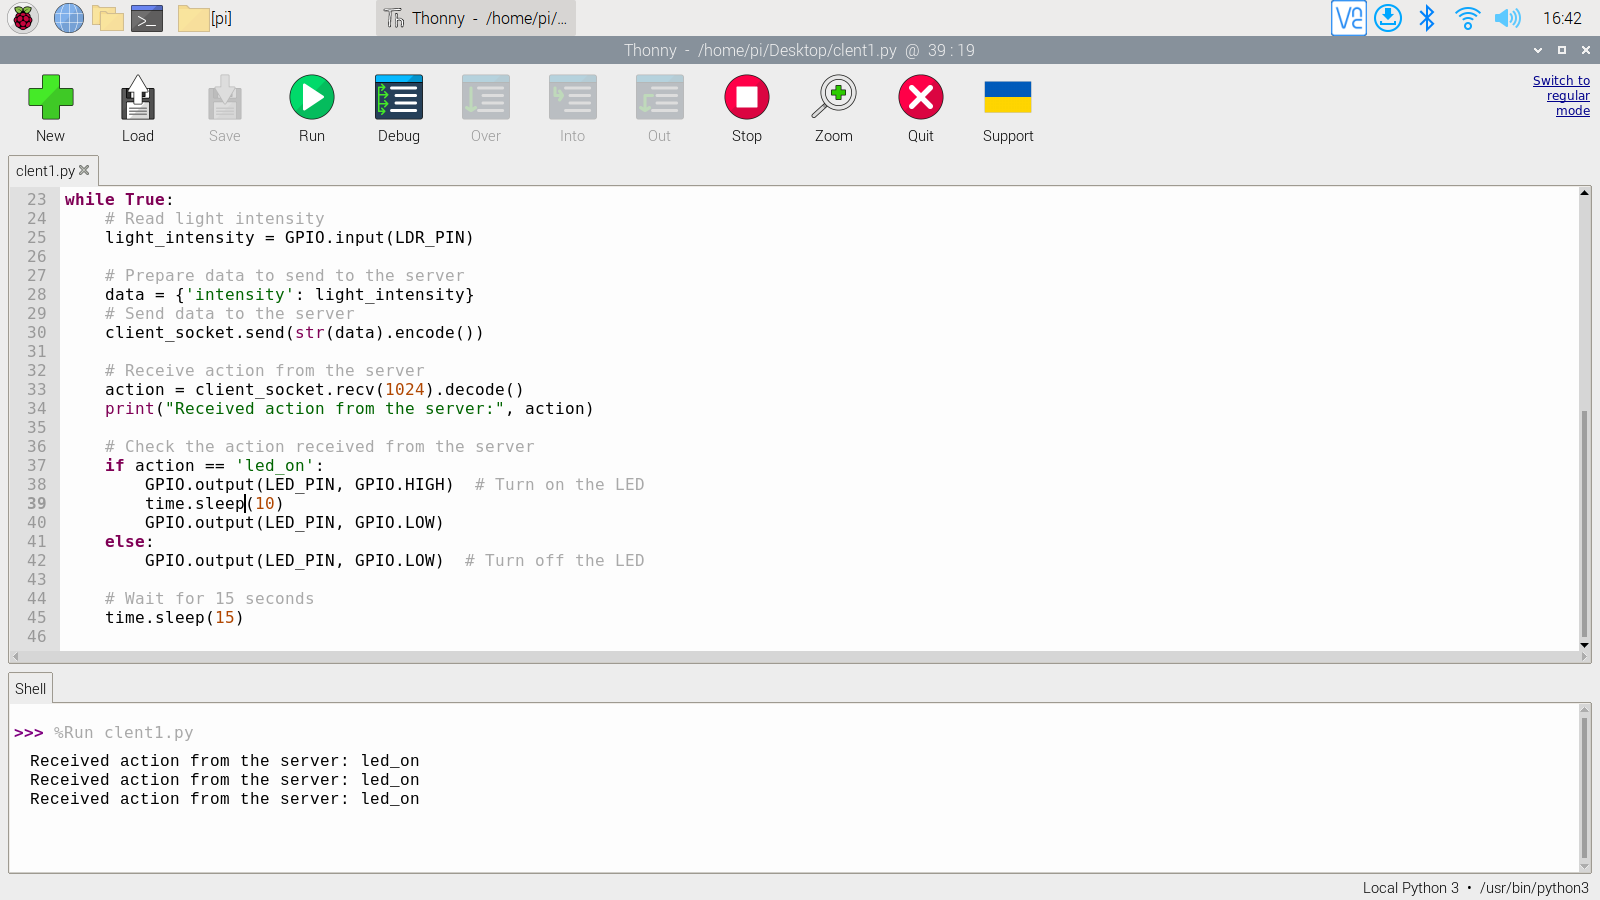 [pi]
Thonny - /home/pi/...
16:42
Thonny - /home/pi/Desktop/clent1.py @ 39:19
New
Load
Save
Run
Debug
Over
Into
Out
Stop
Zoom
Quit
Support
Switch to
regular
mode
clent1.py
23 while True:
24     # Read light intensity
25     light_intensity = GPIO.input(LDR_PIN)
26
27     # Prepare data to send to the server
28     data = {'intensity': light_intensity}
29     # Send data to the server
30     client_socket.send(str(data).encode())
31
32     # Receive action from the server
33     action = client_socket.recv(1024).decode()
34     print("Received action from the server:", action)
35
36     # Check the action received from the server
37     if action == 'led_on':
38         GPIO.output(LED_PIN, GPIO.HIGH)  # Turn on the LED
39         time.sleep(10)
40         GPIO.output(LED_PIN, GPIO.LOW)
41     else:
42         GPIO.output(LED_PIN, GPIO.LOW)  # Turn off the LED
43
44     # Wait for 15 seconds
45     time.sleep(15)
46
Shell
>>> %Run clent1.py
Received action from the server: led_on
Received action from the server: led_on
Received action from the server: led_on
Local Python 3 • /usr/bin/python3